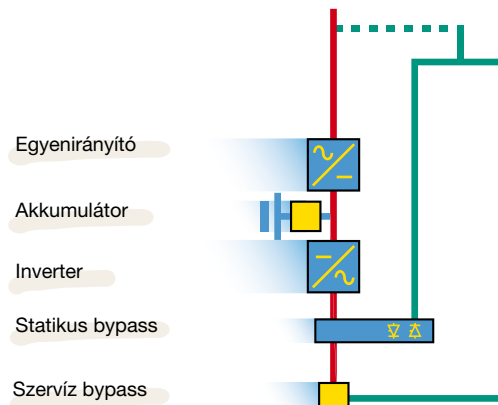 Egyenirányító
Akkumulátor
Inverter
Statikus bypass
Szervíz bypass